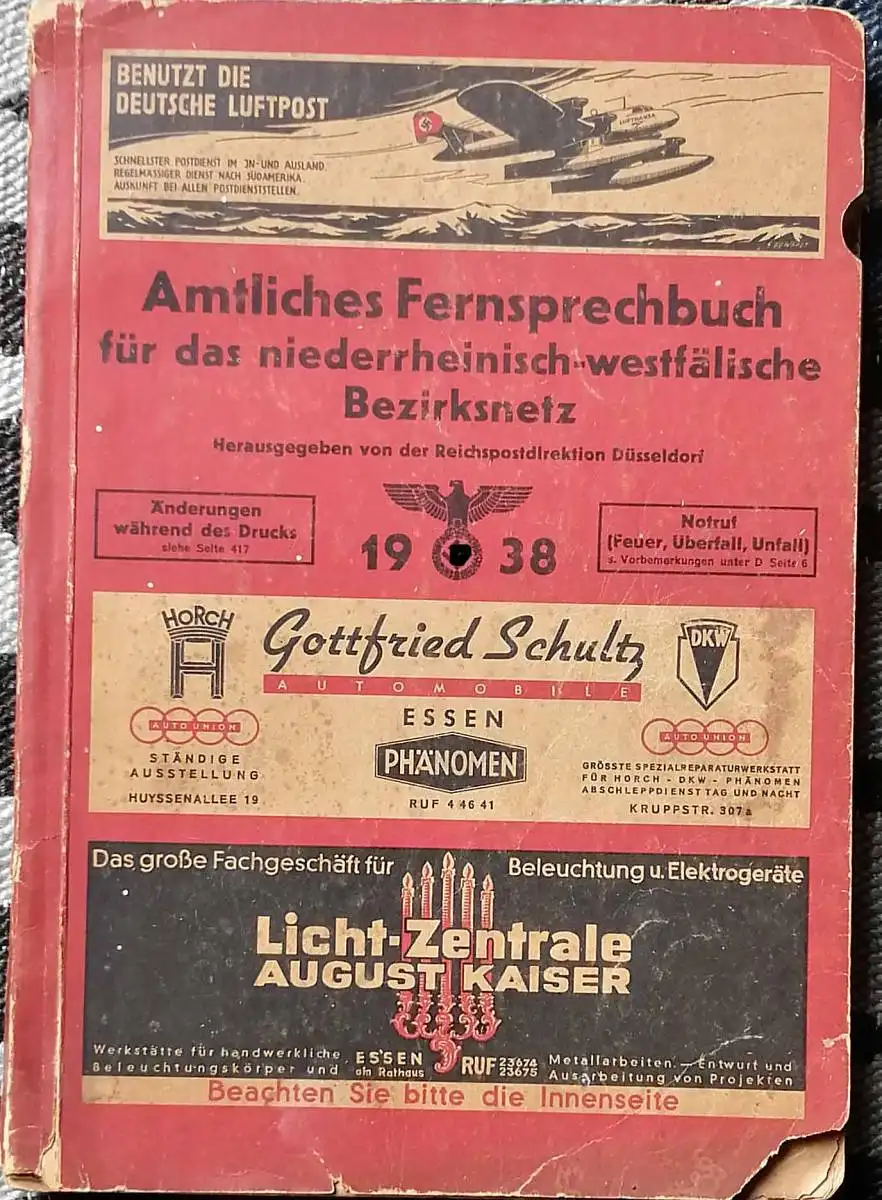 BENUTZT DIE
DEUTSCHE LUFTPOST
SCHNELLSTER POSTDIENST IM JN-UND AUSLAND.
REGELMÄSSIGER DIENST NACH SÜDAMERIKA.
AUSKUNFT BEI ALLEN POSTDIENSTSTELLEN.
LUFTHANSA
Amtliches Fernsprechbuch
für das niederrheinisch-westfälische
Bezirksnetz
Herausgegeben von der Reichspostdirektion Düsseldorf
Änderungen
während des Drucks
siehe Seite 417
19 38
Notruf
(Feuer, Überfall, Unfall)
s. Vorbemerkungen unter D Seite 6
HORCH
Gottfried Schultz
AUTOMOBILE
DKW
ESSEN
AUTO UNION
STÄNDIGE
AUSSTELLUNG
HUYSSENALLEE 19
PHÄNOMEN
RUF 4 46 41
AUTO UNION
GRÖSSTE SPEZIALREPARATURWERKSTATT
FÜR HORCH - DKW - PHÄNOMEN
ABSCHLEPPDIENST TAG UND NACHT
KRUPPSTR. 307a
Das große Fachgeschäft für Beleuchtung u. Elektrogeräte
Licht-Zentrale
AUGUST KAISER
Werkstätte für handwerkliche
Beleuchtungskörper und
ESSEN
am Rathaus
RUF 23674
23675
Metallarbeiten. — Entwurf und
Ausarbeitung von Projekten
Beachten Sie bitte die Innenseite